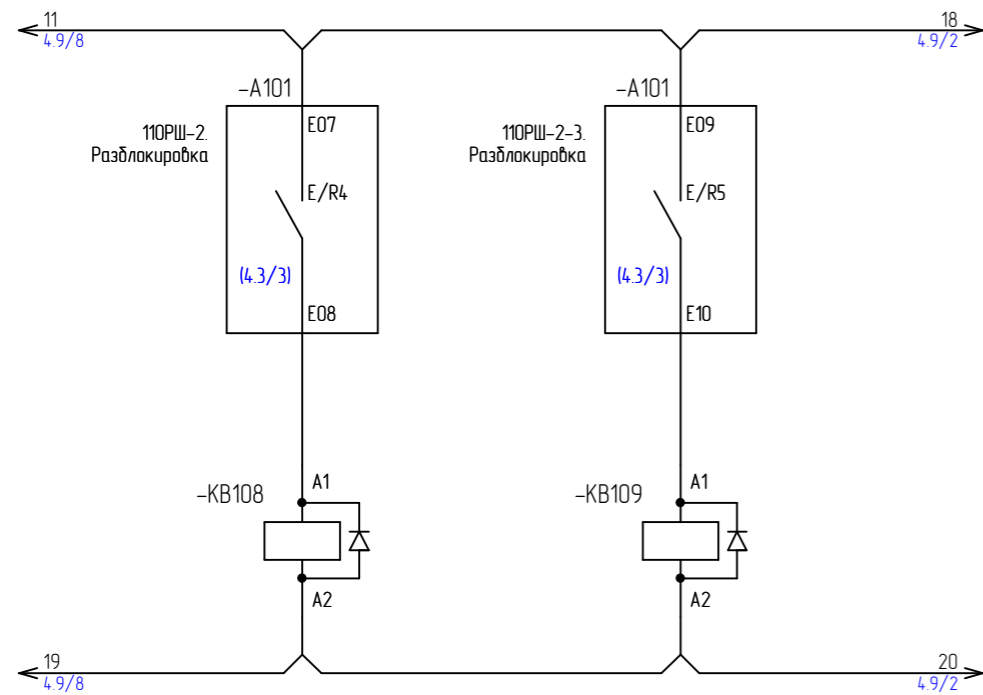 11
4.9/8
18
4.9/2
-A101
-A101
110РШ-2.
Разблокировка
E07
E/R4
(4.3/3)
E08
110РШ-2-3.
Разблокировка
E09
E/R5
(4.3/3)
E10
-KB108
A1
A2
-KB109
A1
A2
19
4.9/8
20
4.9/2